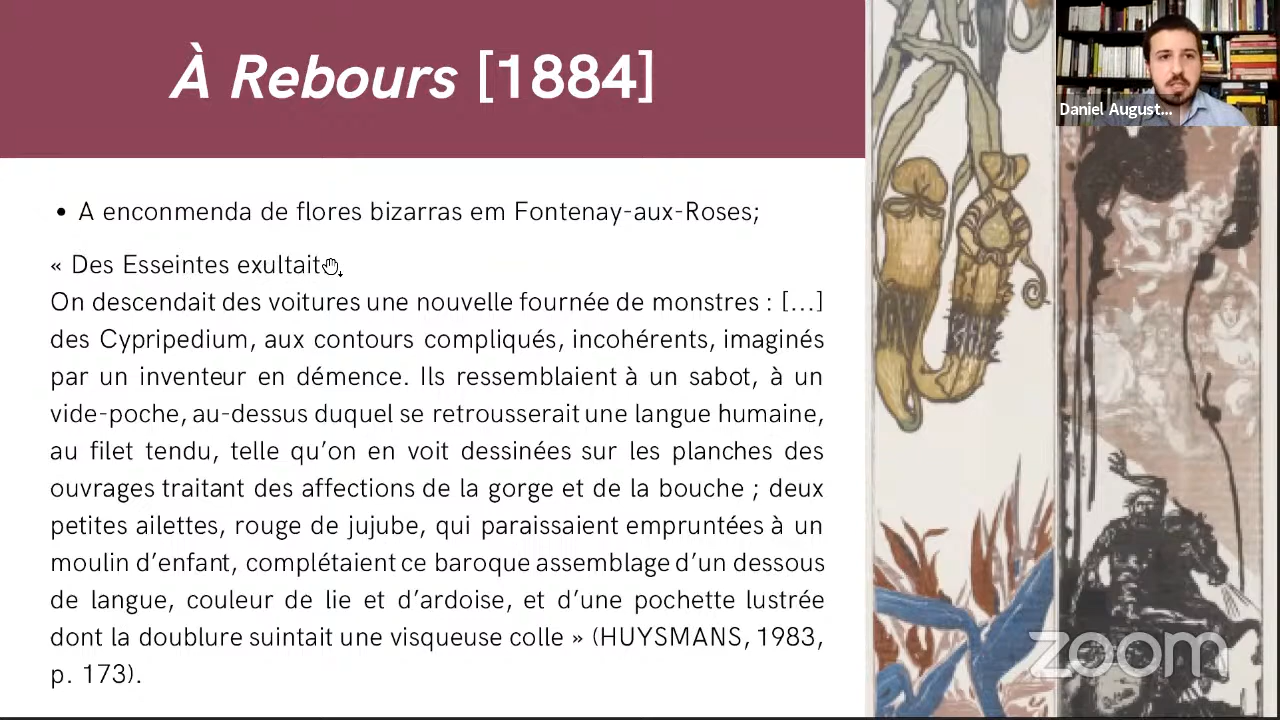 À Rebours [1884]
Daniel August...
• A enconmenda de flores bizarras em Fontenay-aux-Roses;
« Des Esseintes exultait.
On descendait des voitures une nouvelle fournée de monstres : [...]
des Cypripedium, aux contours compliqués, incohérents, imaginés
par un inventeur en démence. Ils ressemblaient à un sabot, à un
vide-poche, au-dessus duquel se retrousserait une langue humaine,
au filet tendu, telle qu’on en voit dessinées sur les planches des
ouvrages traitant des affections de la gorge et de la bouche ; deux
petites ailettes, rouge de jujube, qui paraissaient empruntées à un
moulin d’enfant, complétaient ce baroque assemblage d’un dessous
de langue, couleur de lie et d’ardoise, et d’une pochette lustrée
dont la doublure suintait une visqueuse colle » (HUYSMANS, 1983,
p. 173).
zoom